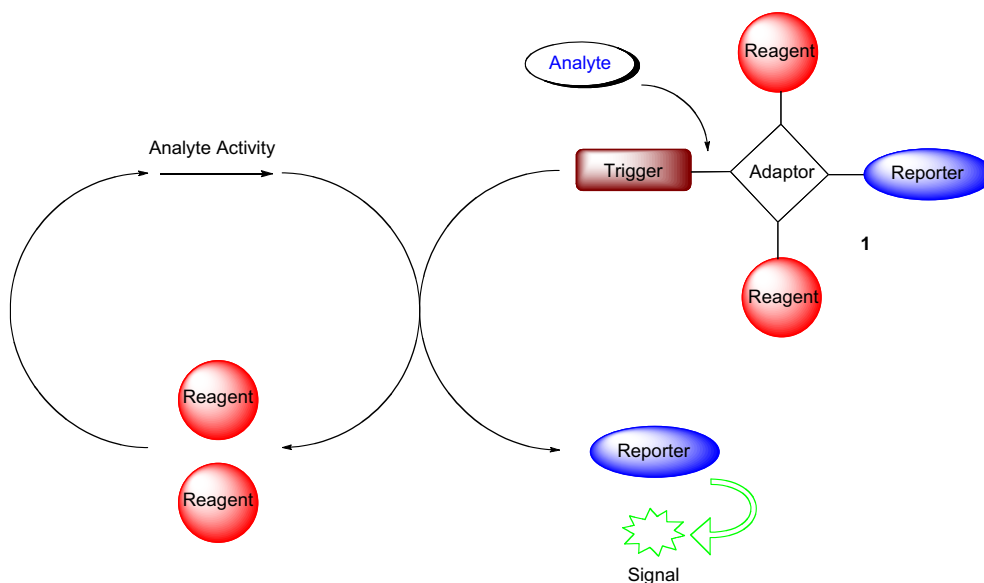 Reagent
Analyte
Analyte Activity
Trigger
Adaptor
Reporter
1
Reagent
Reagent
Reporter
Reagent
Signal